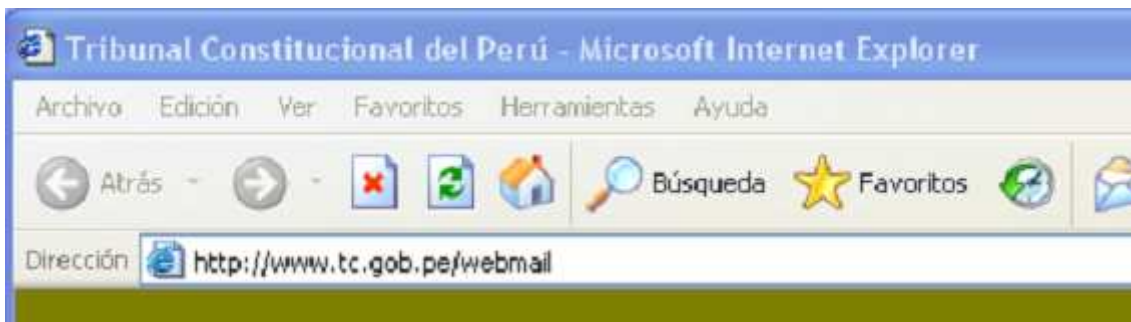 Tribunal Constitucional del Perú - Microsoft Internet Explorer
Archivo Edición Ver Favoritos Herramientas Ayuda
Atrás Búsqueda Favoritos
Dirección http://www.tc.gob.pe/webmail